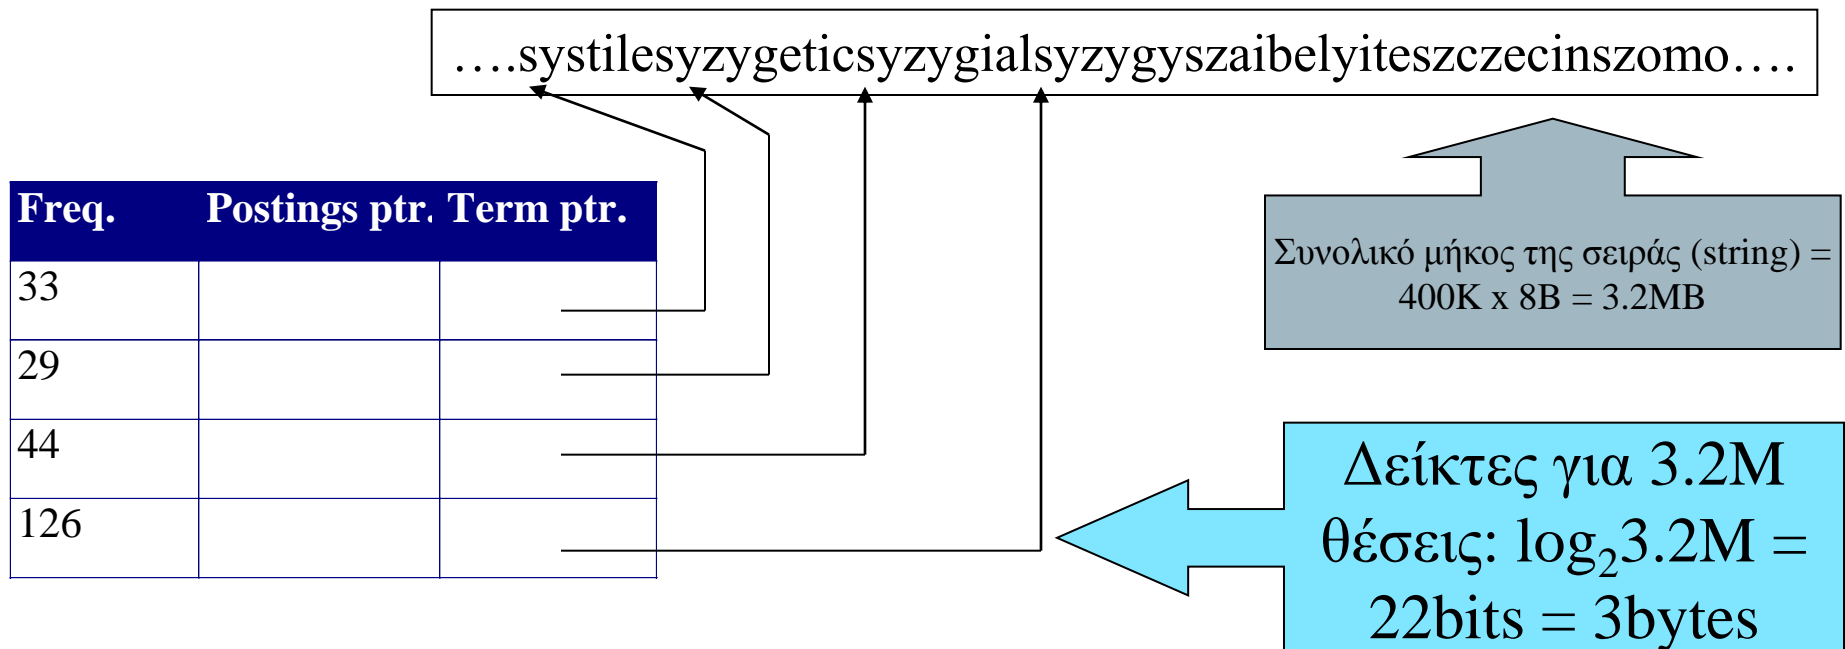 ….systilesyzygeticsyzygialsyzygyszaibelyiteszczecinszomo….
Freq. Postings ptr. Term ptr.
33
29
44
126
Συνολικό μήκος της σειράς (string) =
400K x 8B = 3.2MB
Δείκτες για 3.2M
θέσεις: log₂3.2M =
22bits = 3bytes